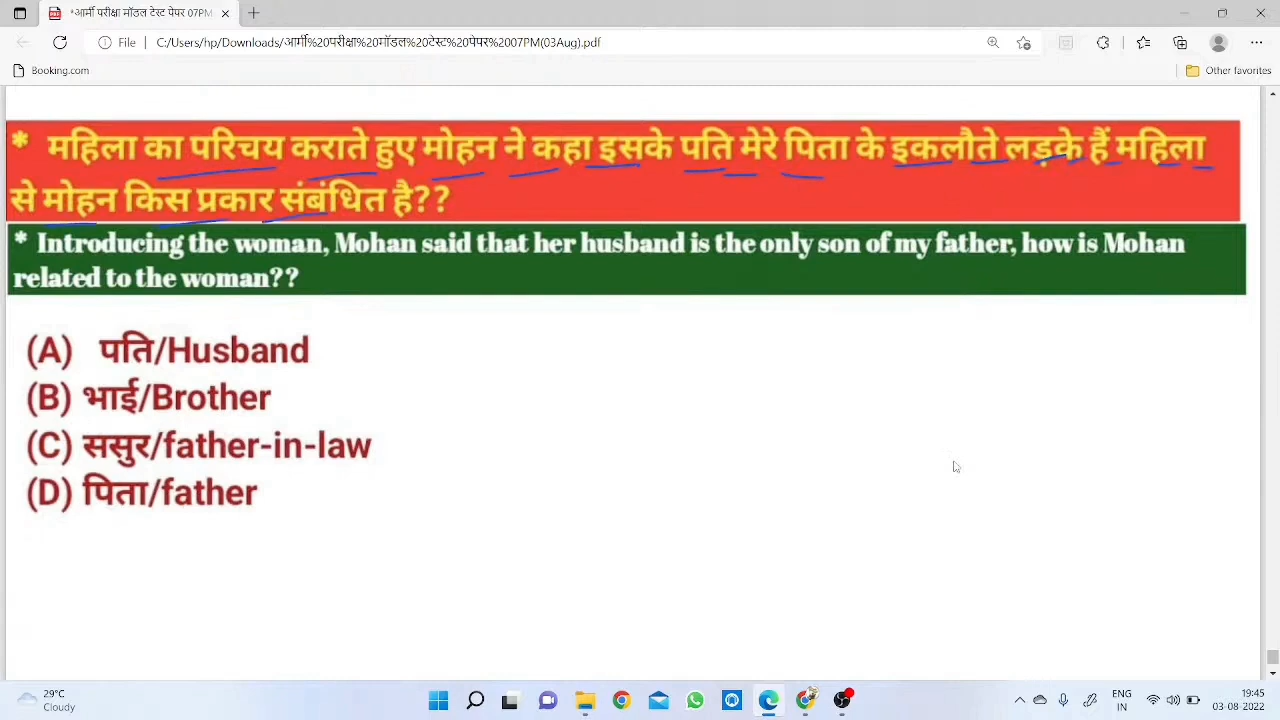 *आर्मी परीक्षा मॉडल टेस्ट पेपर 07PM
File | C:/Users/hp/Downloads/आर्मी%20परीक्षा%20मॉडल%20टेस्ट%20पेपर%2007PM(03Aug).pdf
Booking.com
Other favorites
* महिला का परिचय कराते हुए मोहन ने कहा इसके पति मेरे पिता के इकलौते लड़के हैं महिला
से मोहन किस प्रकार संबंधित है??
* Introducing the woman, Mohan said that her husband is the only son of my father, how is Mohan
related to the woman??
(A) पति/Husband
(B) भाई/Brother
(C) ससुर/father-in-law
(D) पिता/father
29°C
Cloudy
ENG
IN
19:45
03-08-2022